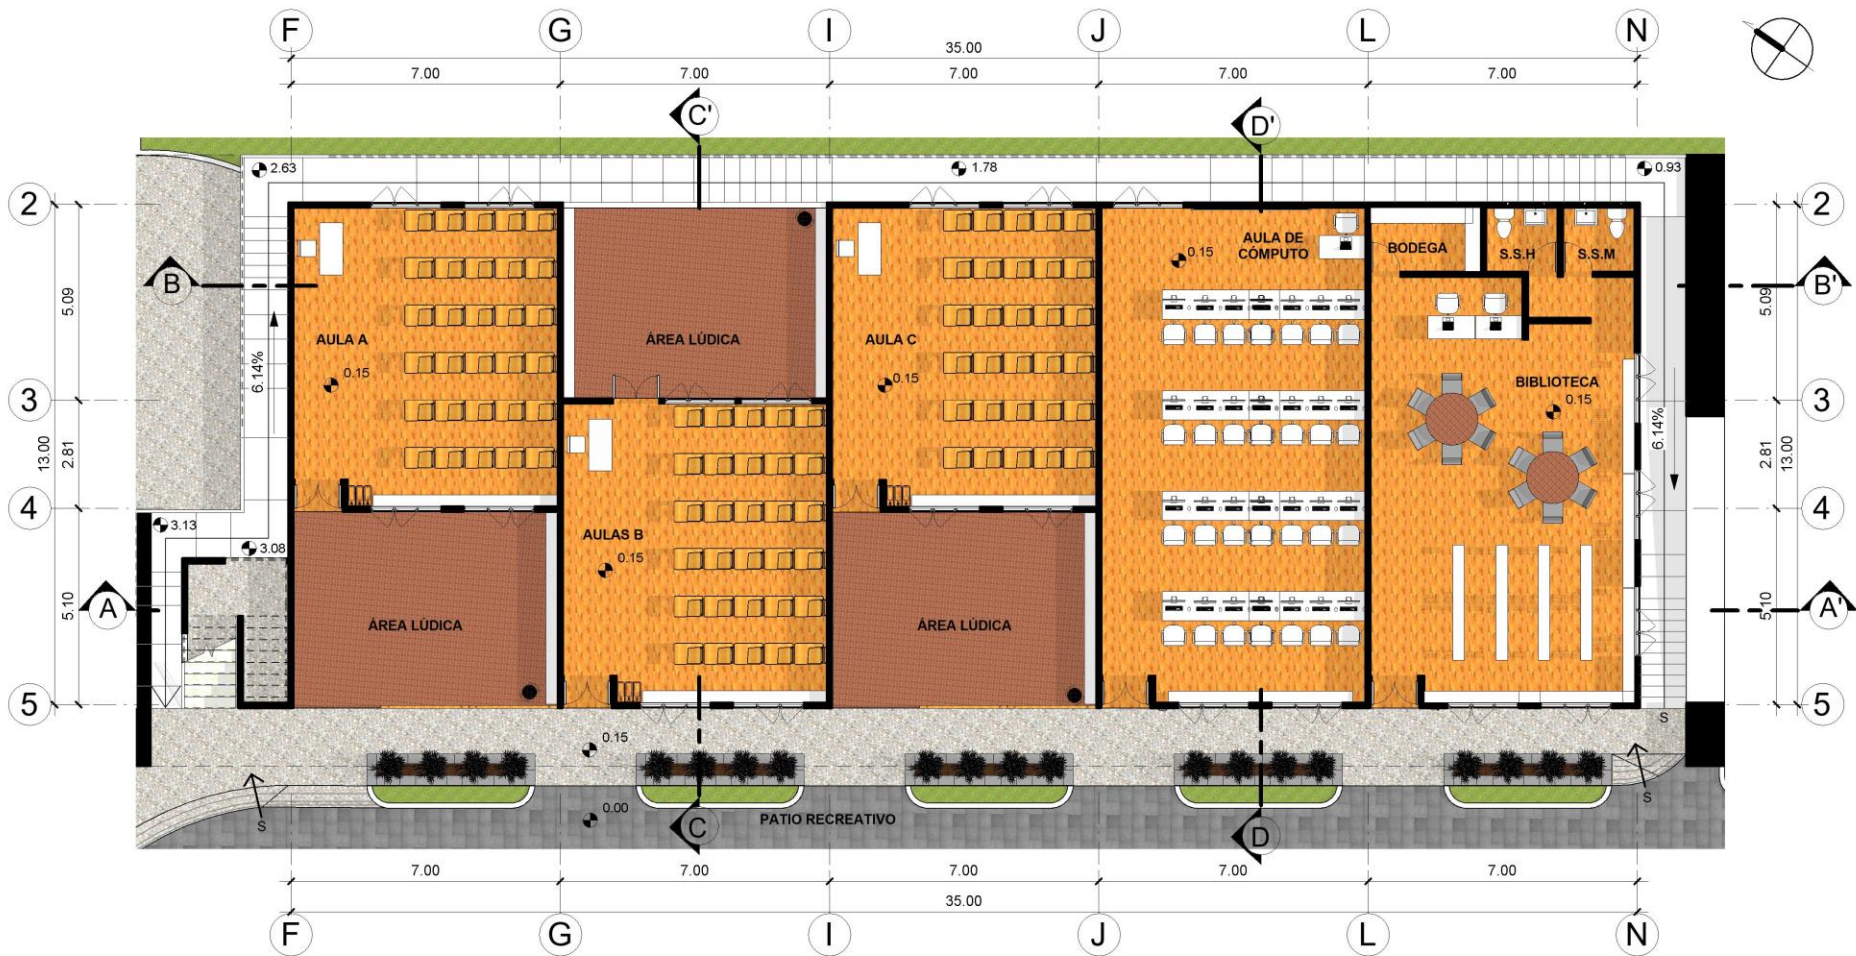 F G I J L N
35.00
7.00 7.00 7.00 7.00 7.00
C'
D'
2.63 1.78 0.93
2 2
AULA DE
CÓMPUTO
0.15
BODEGA
S.S.H
S.S.M
B
B'
5.09
5.09
AULA A
0.15
ÁREA LÚDICA
AULA C
0.15
BIBLIOTECA
0.15
6.14%
6.14%
3 3
13.00
2.81
2.81
13.00
4 4
3.13
3.08
AULAS B
0.15
A
A'
5.10
5.10
ÁREA LÚDICA
ÁREA LÚDICA
5 5
S
0.15
0.00
PATIO RECREATIVO
S
S
C
D
7.00 7.00 7.00 7.00 7.00
35.00
F G I J L N